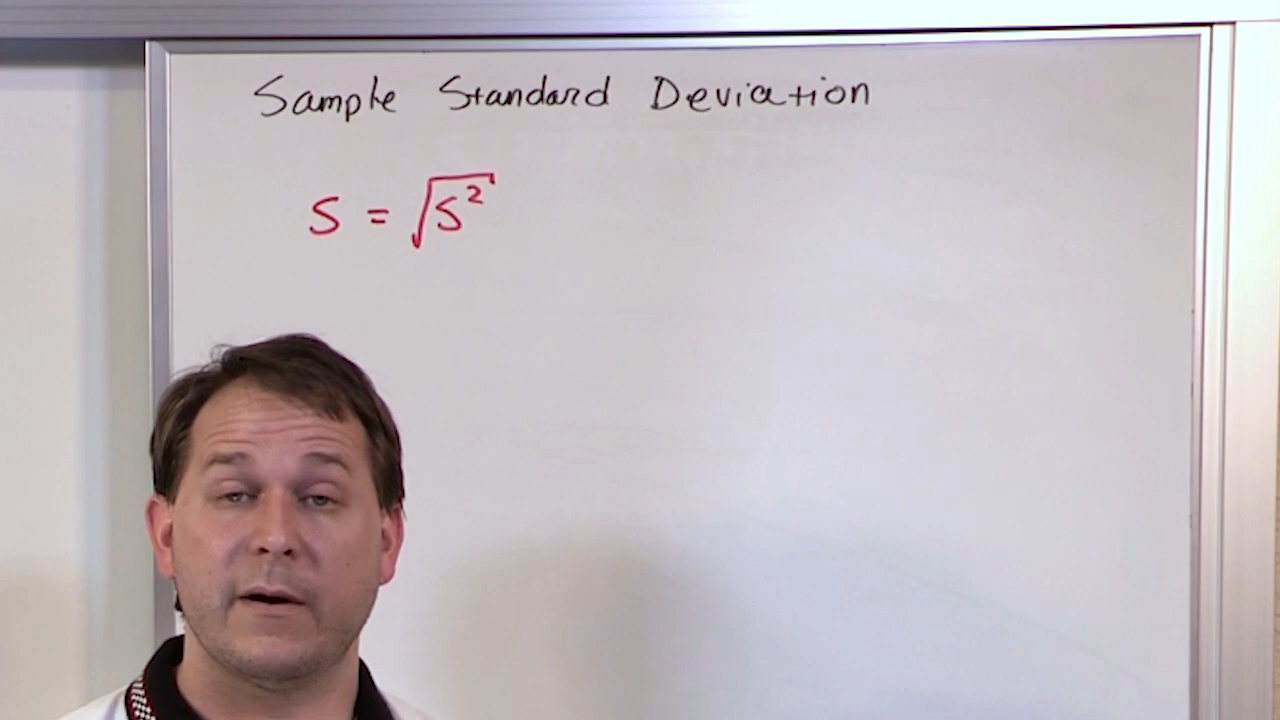 Sample Standard Deviation
S = √S²